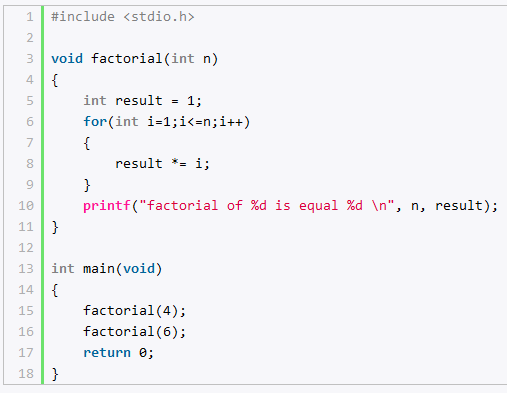 1 #include <stdio.h>
2
3 void factorial(int n)
4 {
5     int result = 1;
6     for(int i=1;i<=n;i++)
7     {
8         result *= i;
9     }
10     printf("factorial of %d is equal %d \n", n, result);
11 }
12
13 int main(void)
14 {
15     factorial(4);
16     factorial(6);
17     return 0;
18 }